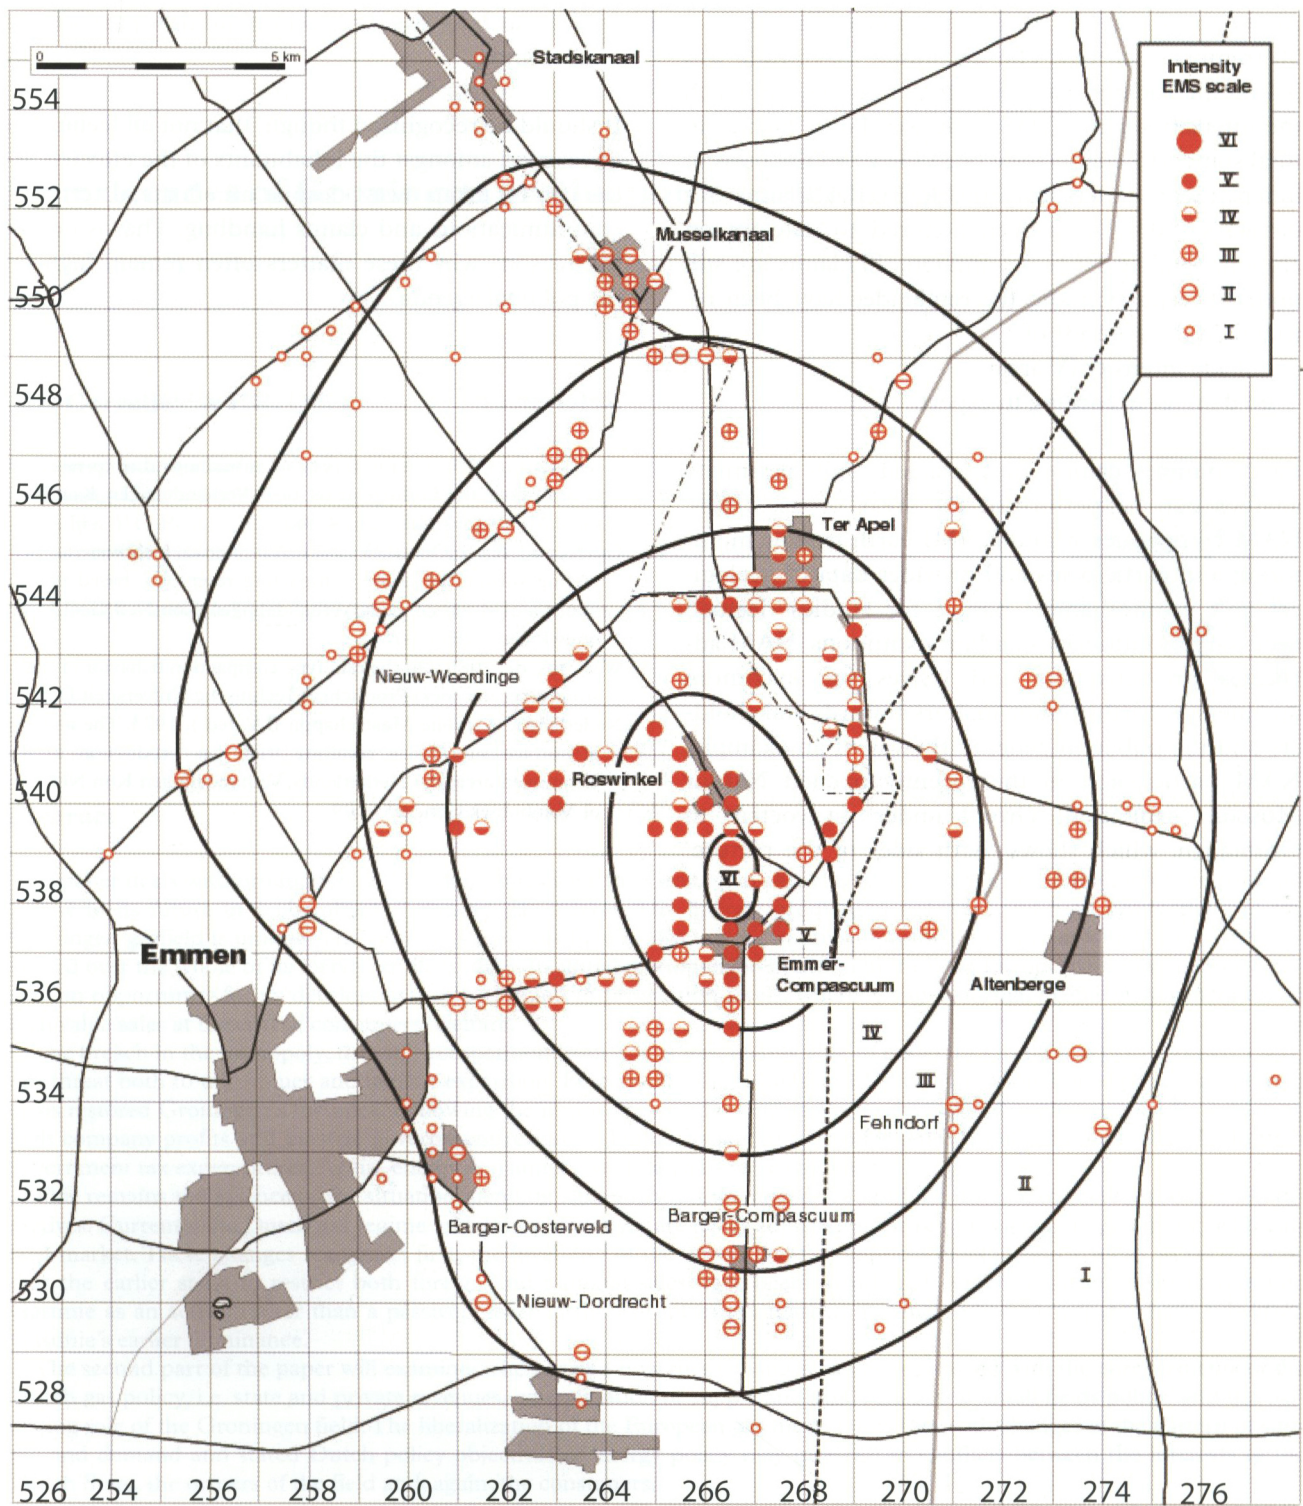 0 5 km
Stadskanaal
Intensity
EMS scale
VI
V
IV
III
II
I
554
552
Musselkanaal
550
548
546
Ter Apel
544
Nieuw-Weerdinge
542
Roswinkel
540
538
VI
V
Emmen
Emmer-
Compascuum
Altenberge
536
IV
III
534
Fehndorf
II
532
Barger-Compascuum
Barger-Oosterveld
I
530
Nieuw-Dordrecht
528
526 254 256 258 260 262 264 266 268 270 272 274 276